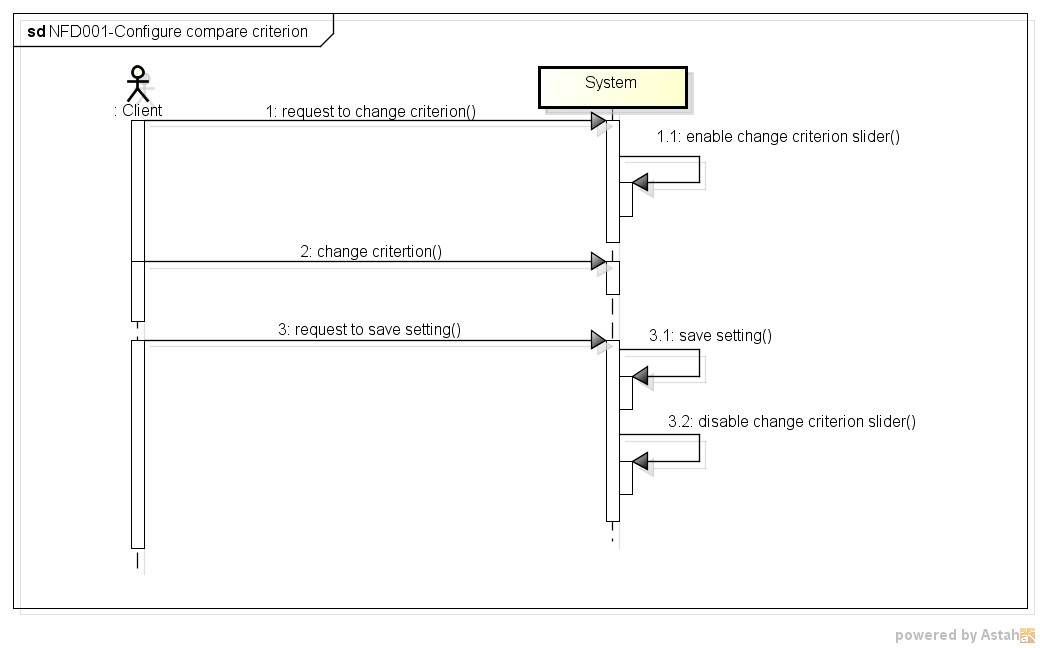 sd NFD001-Configure compare criterion
System
: Client
1: request to change criterion()
1.1: enable change criterion slider()
2: change critertion()
3: request to save setting()
3.1: save setting()
3.2: disable change criterion slider()
powered by Astah